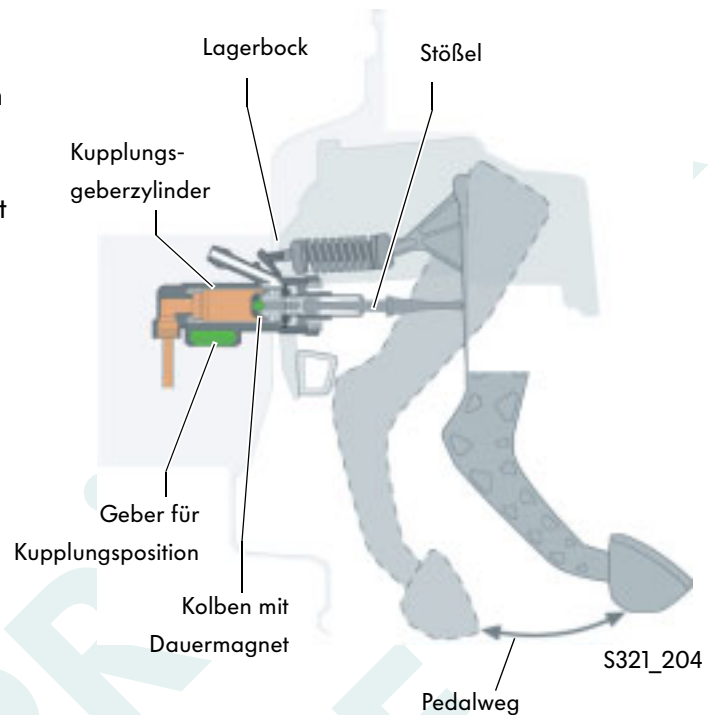 Lagerbock
Stößel
Kupplungs-
geberzylinder
Geber für
Kupplungsposition
Kolben mit
Dauermagnet
S321_204
Pedalweg